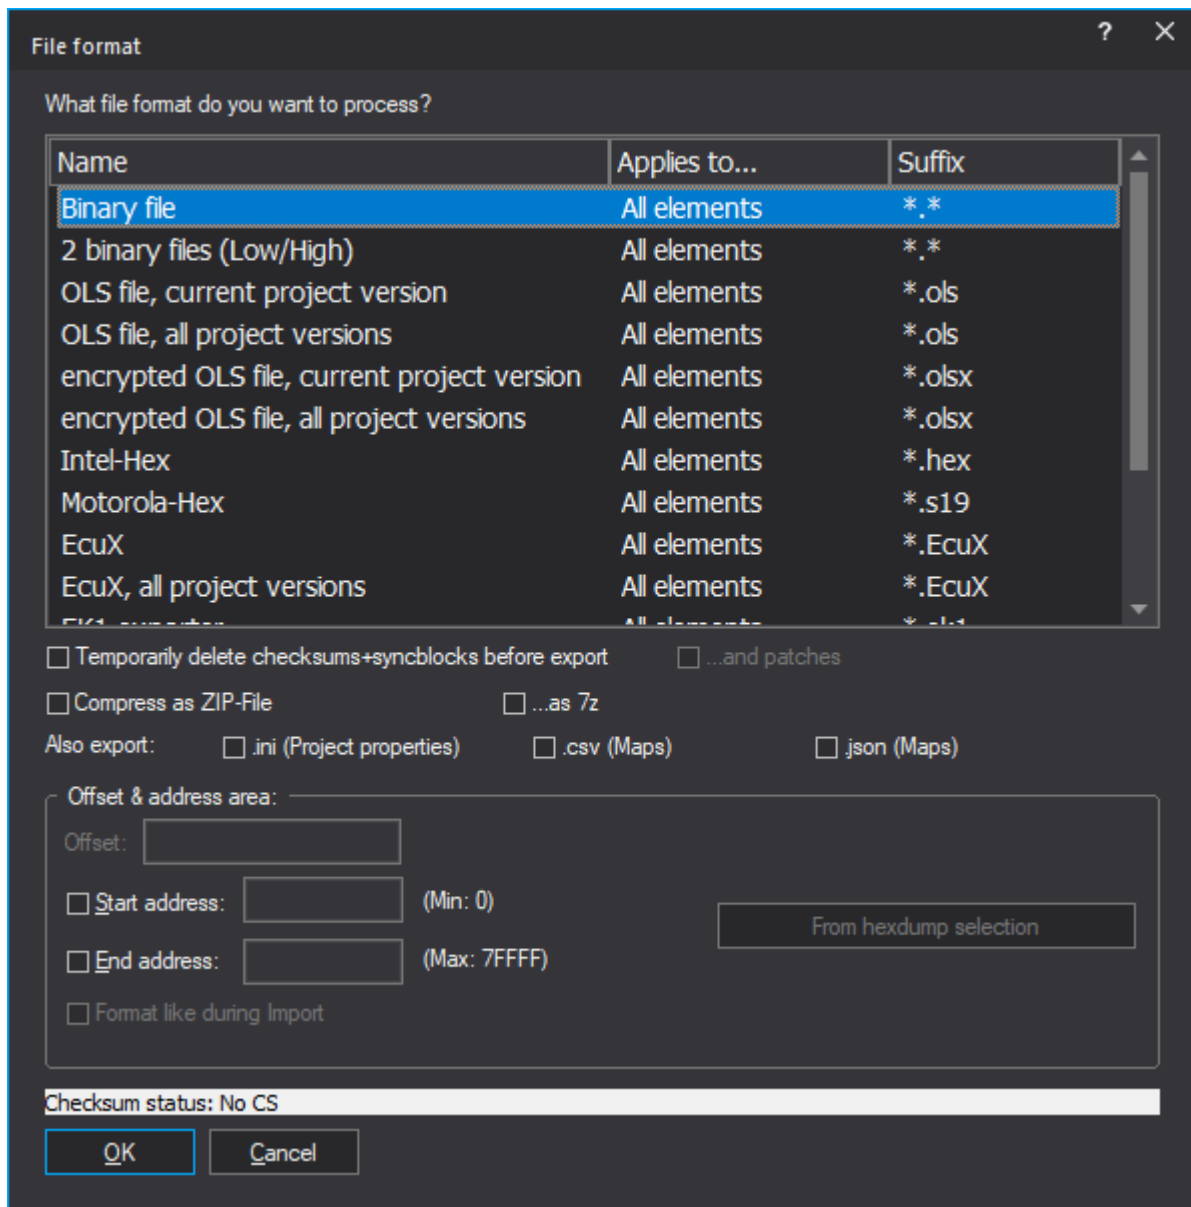 File format
?
What file format do you want to process?
Name Applies to... Suffix
Binary file All elements *.*
2 binary files (Low/High) All elements *.*
OLS file, current project version All elements *.ols
OLS file, all project versions All elements *.ols
encrypted OLS file, current project version All elements *.olsx
encrypted OLS file, all project versions All elements *.olsx
Intel-Hex All elements *.hex
Motorola-Hex All elements *.s19
EcuX All elements *.EcuX
EcuX, all project versions All elements *.EcuX
Temporarily delete checksums+syncblocks before export ...and patches
Compress as ZIP-File ...as 7z
Also export: .ini (Project properties) .csv (Maps) .json (Maps)
Offset & address area:
Offset:
Start address: (Min: 0)
From hexdump selection
End address: (Max: 7FFFF)
Format like during Import
Checksum status: No CS
OK Cancel